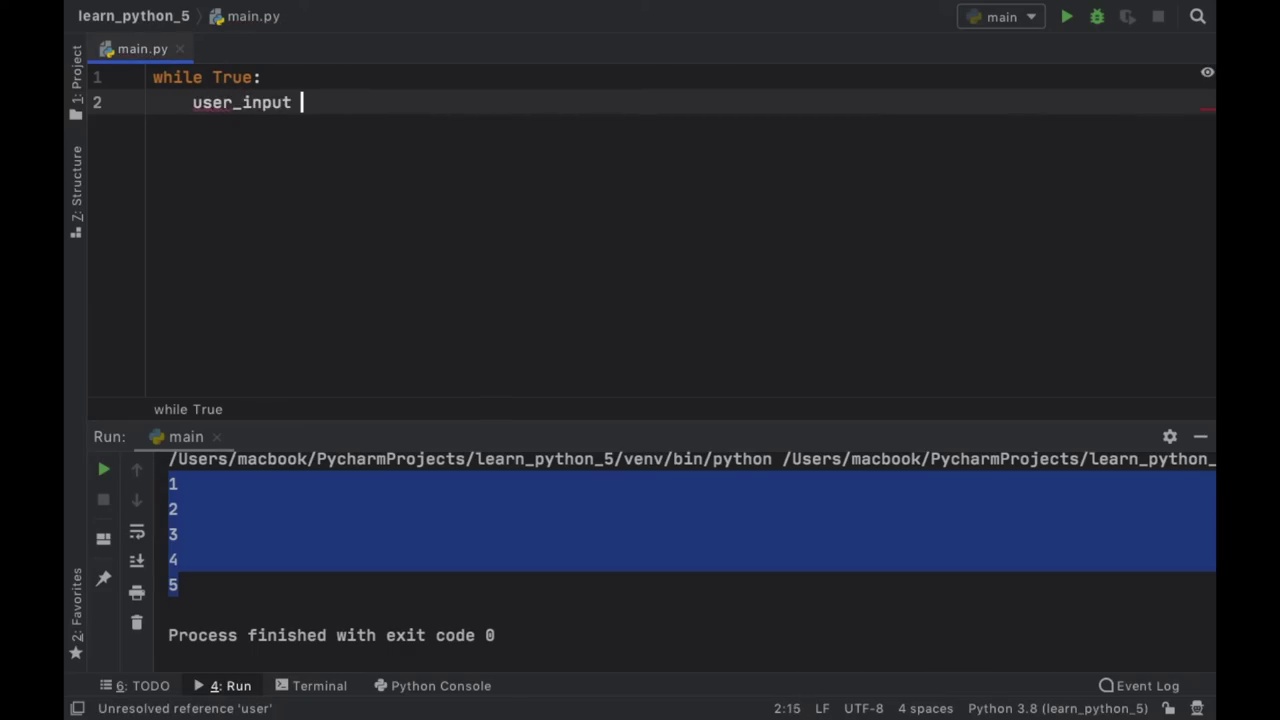 learn_python_5 main.py main
main.py
1: Project
7: Structure
2: Favorites
1 while True:
2 user_input
while True
Run: main
/Users/macbook/PycharmProjects/learn_python_5/venv/bin/python /Users/macbook/PycharmProjects/learn_python_
1
2
3
4
5
Process finished with exit code 0
6: TODO 4: Run Terminal Python Console Event Log
Unresolved reference 'user' 2:15 LF UTF-8 4 spaces Python 3.8 (learn_python_5)